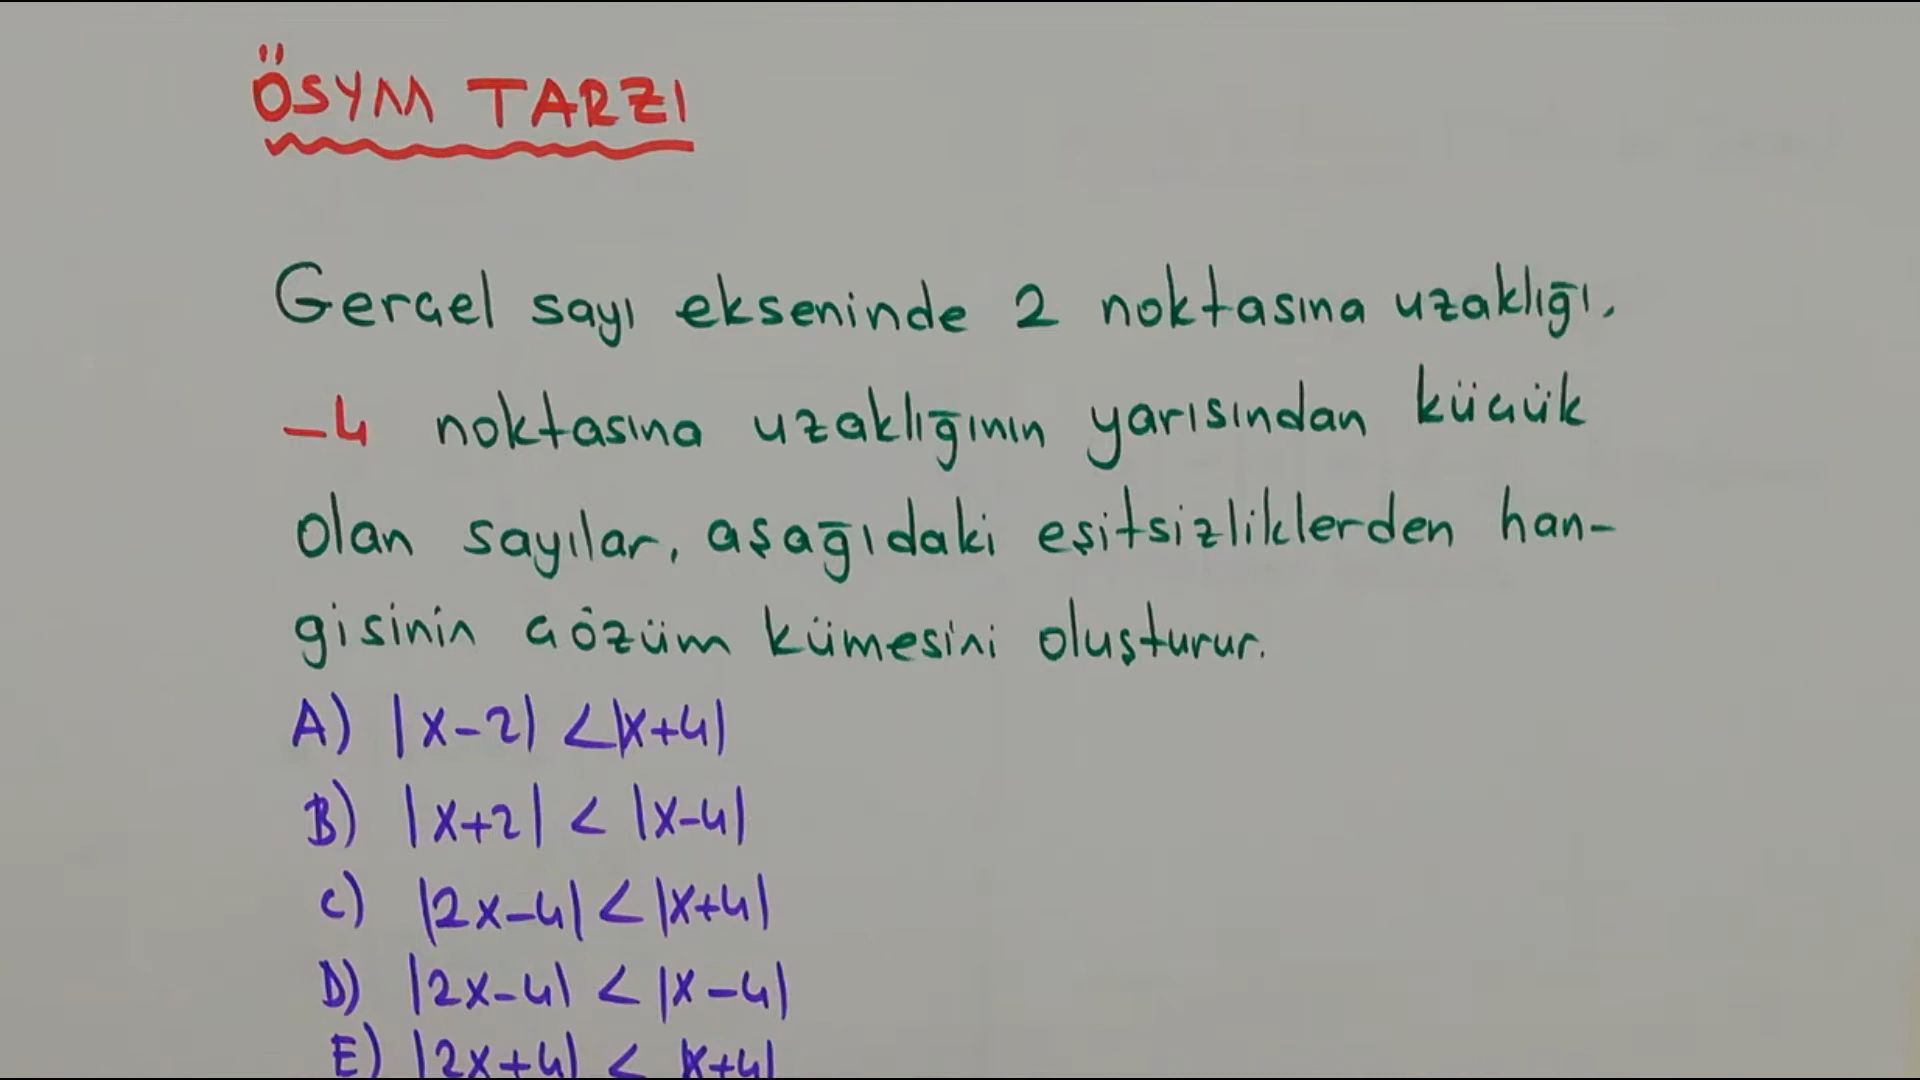 ÖSYM TARZI
Gerçel sayı ekseninde 2 noktasına uzaklığı,
-4 noktasına uzaklığının yarısından küçük
olan sayılar, aşağıdaki eşitsizliklerden han-
gisinin çözüm kümesini oluşturur.
A) |x-2| < |x+4|
B) |x+2| < |x-4|
C) |2x-4| < |x+4|
D) |2x-4| < |x-4|
E) |2x+4| < |x+4|